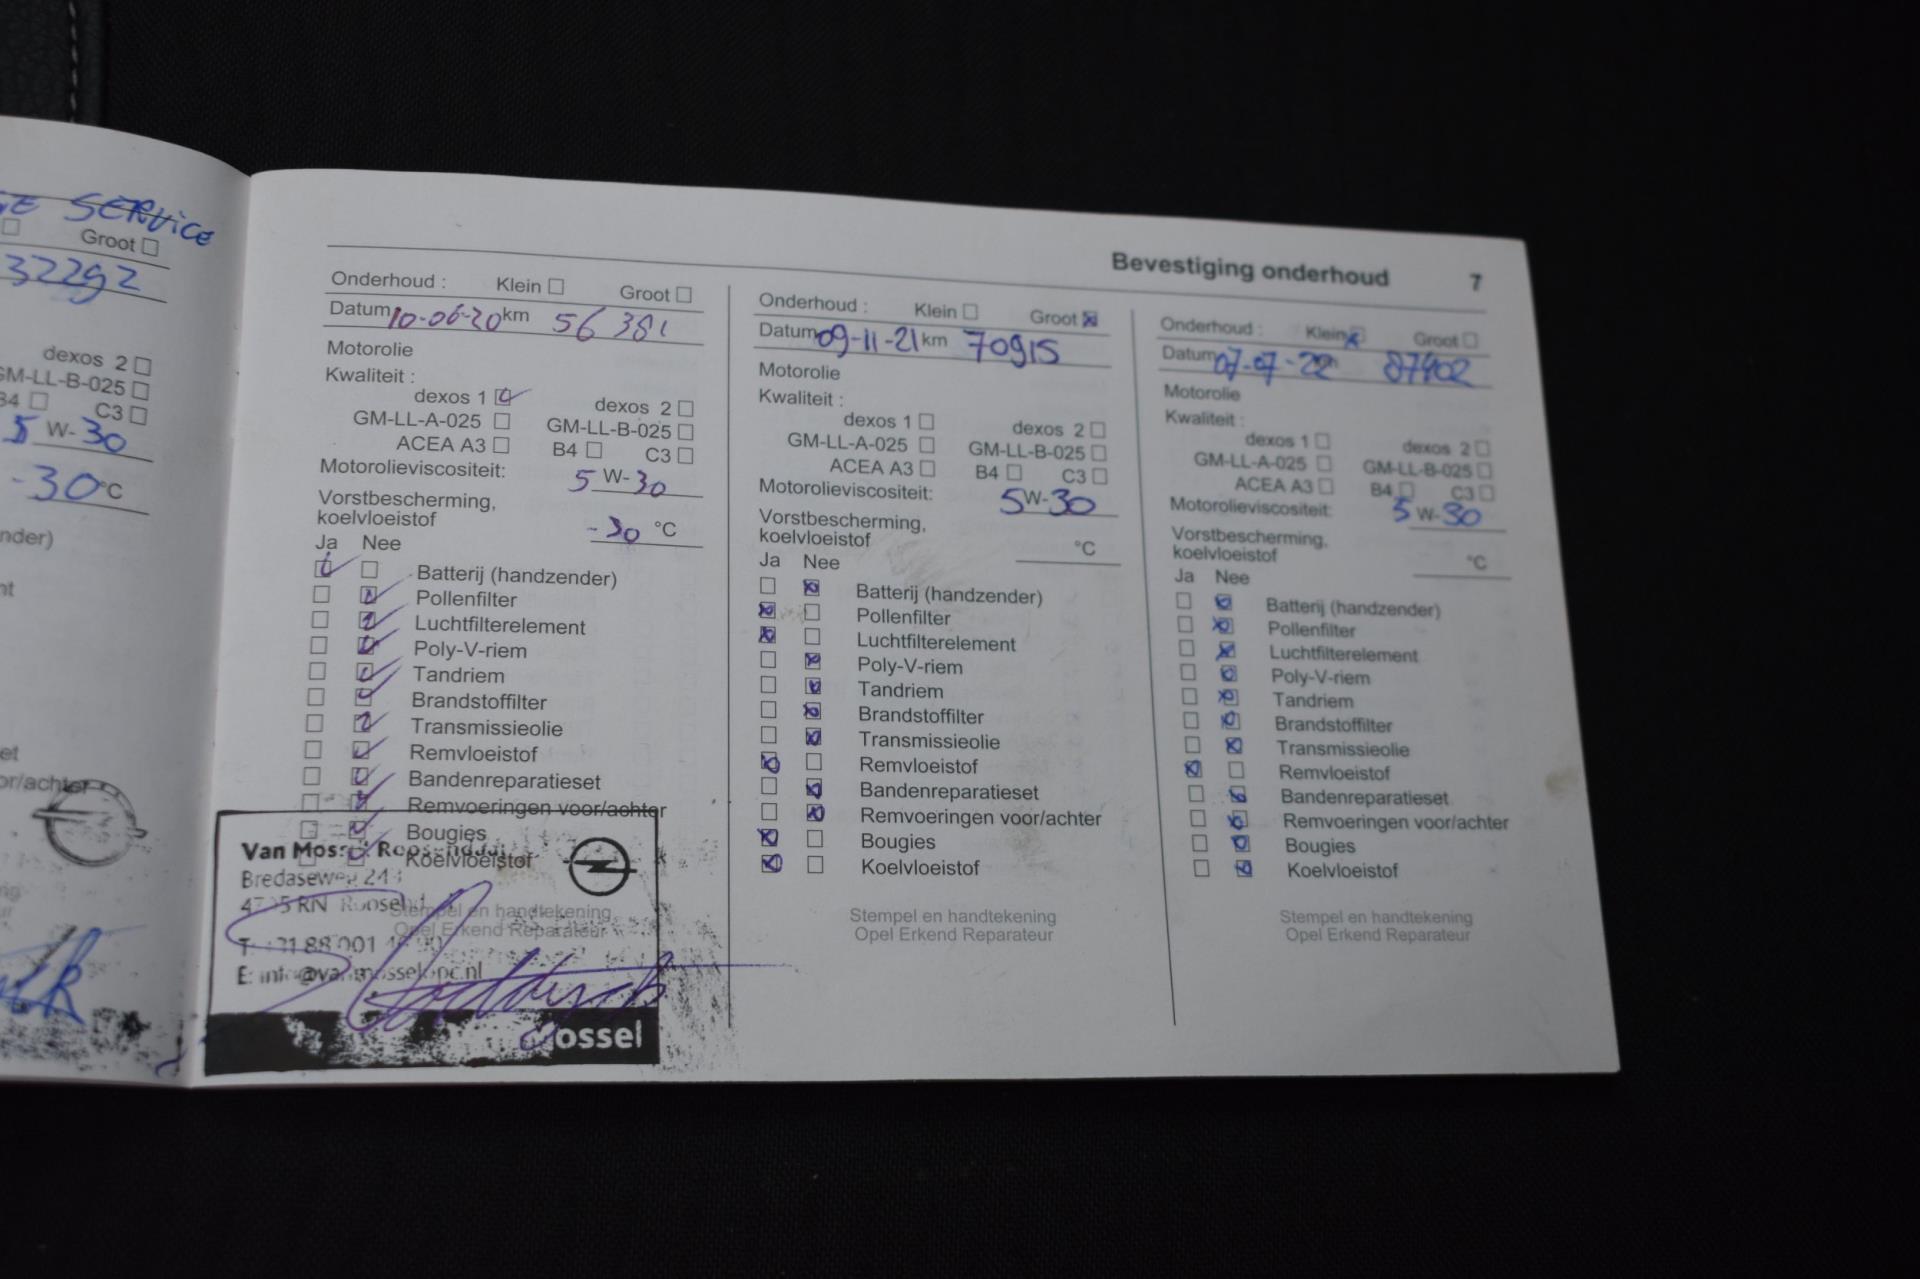 SERVICE
Groot
32292
dexos 2
GM-LL-B-025
B4 C3
5 W-30
-30 °C
Bevestiging onderhoud 7
Onderhoud : Klein Groot
Datum 10-06-20 km 56 381
Motorolie
Kwaliteit :
dexos 1 dexos 2
GM-LL-A-025 GM-LL-B-025
ACEA A3 B4 C3
Motorolieviscositeit: 5 W-30
Vorstbescherming,
koelvloeistof -30 °C
Ja Nee
Batterij (handzender)
Pollenfilter
Luchtfilterelement
Poly-V-riem
Tandriem
Brandstoffilter
Transmissieolie
Remvloeistof
Bandenreparatieset
Remvoeringen voor/achter
Bougies
Koelvloeistof
Stempel en handtekening
Opel Erkend Reparateur
Van Mossel Roosendaal
Bredaseweg
RN Roosend
ossel
Onderhoud : Klein Groot
Datum 09-11-21 km 70915
Motorolie
Kwaliteit :
dexos 1 dexos 2
GM-LL-A-025 GM-LL-B-025
ACEA A3 B4 C3
Motorolieviscositeit: 5 W-30
Vorstbescherming,
koelvloeistof °C
Ja Nee
Batterij (handzender)
Pollenfilter
Luchtfilterelement
Poly-V-riem
Tandriem
Brandstoffilter
Transmissieolie
Remvloeistof
Bandenreparatieset
Remvoeringen voor/achter
Bougies
Koelvloeistof
Stempel en handtekening
Opel Erkend Reparateur
Onderhoud : Klein Groot
Datum 07-07-22 km 87402
Motorolie
Kwaliteit :
dexos 1 dexos 2
GM-LL-A-025 GM-LL-B-025
ACEA A3 B4 C3
Motorolieviscositeit: 5 W-30
Vorstbescherming,
koelvloeistof °C
Ja Nee
Batterij (handzender)
Pollenfilter
Luchtfilterelement
Poly-V-riem
Tandriem
Brandstoffilter
Transmissieolie
Remvloeistof
Bandenreparatieset
Remvoeringen voor/achter
Bougies
Koelvloeistof
Stempel en handtekening
Opel Erkend Reparateur